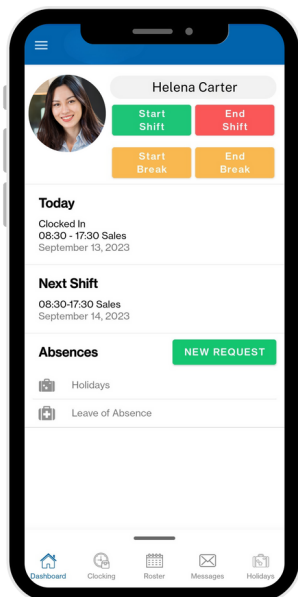 Helena Carter
Start
Shift
End
Shift
Start
Break
End
Break
Today
Clocked In
08:30 - 17:30 Sales
September 13, 2023
Next Shift
08:30-17:30 Sales
September 14, 2023
Absences
NEW REQUEST
Holidays
Leave of Absence
Dashboard
Clocking
Roster
Messages
Holidays